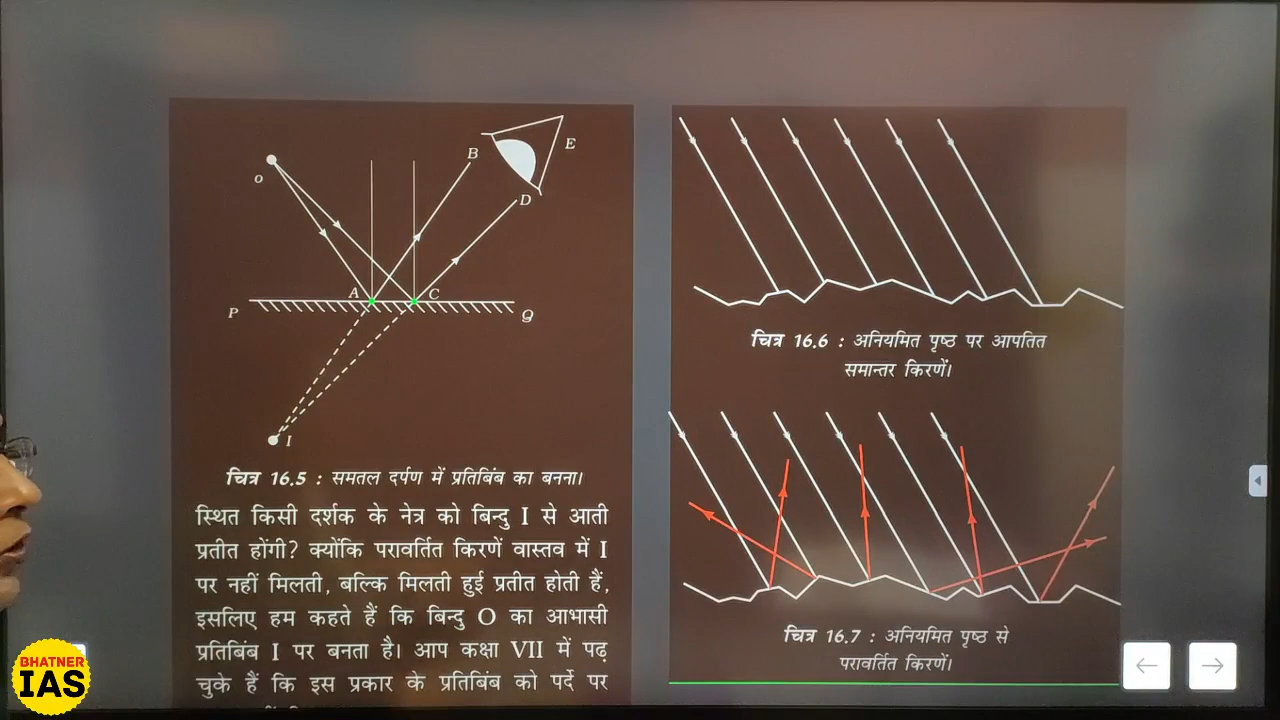 O
B
E
D
A
C
P
Q
I
चित्र 16.5 : समतल दर्पण में प्रतिबिंब का बनना।
स्थित किसी दर्शक के नेत्र को बिन्दु I से आती
प्रतीत होंगी? क्योंकि परावर्तित किरणें वास्तव में I
पर नहीं मिलती, बल्कि मिलती हुई प्रतीत होती हैं,
इसलिए हम कहते हैं कि बिन्दु O का आभासी
प्रतिबिंब I पर बनता है। आप कक्षा VII में पढ़
चुके हैं कि इस प्रकार के प्रतिबिंब को पर्दे पर
चित्र 16.6 : अनियमित पृष्ठ पर आपतित
समान्तर किरणें।
चित्र 16.7 : अनियमित पृष्ठ से
परावर्तित किरणें।
BHATNER
IAS